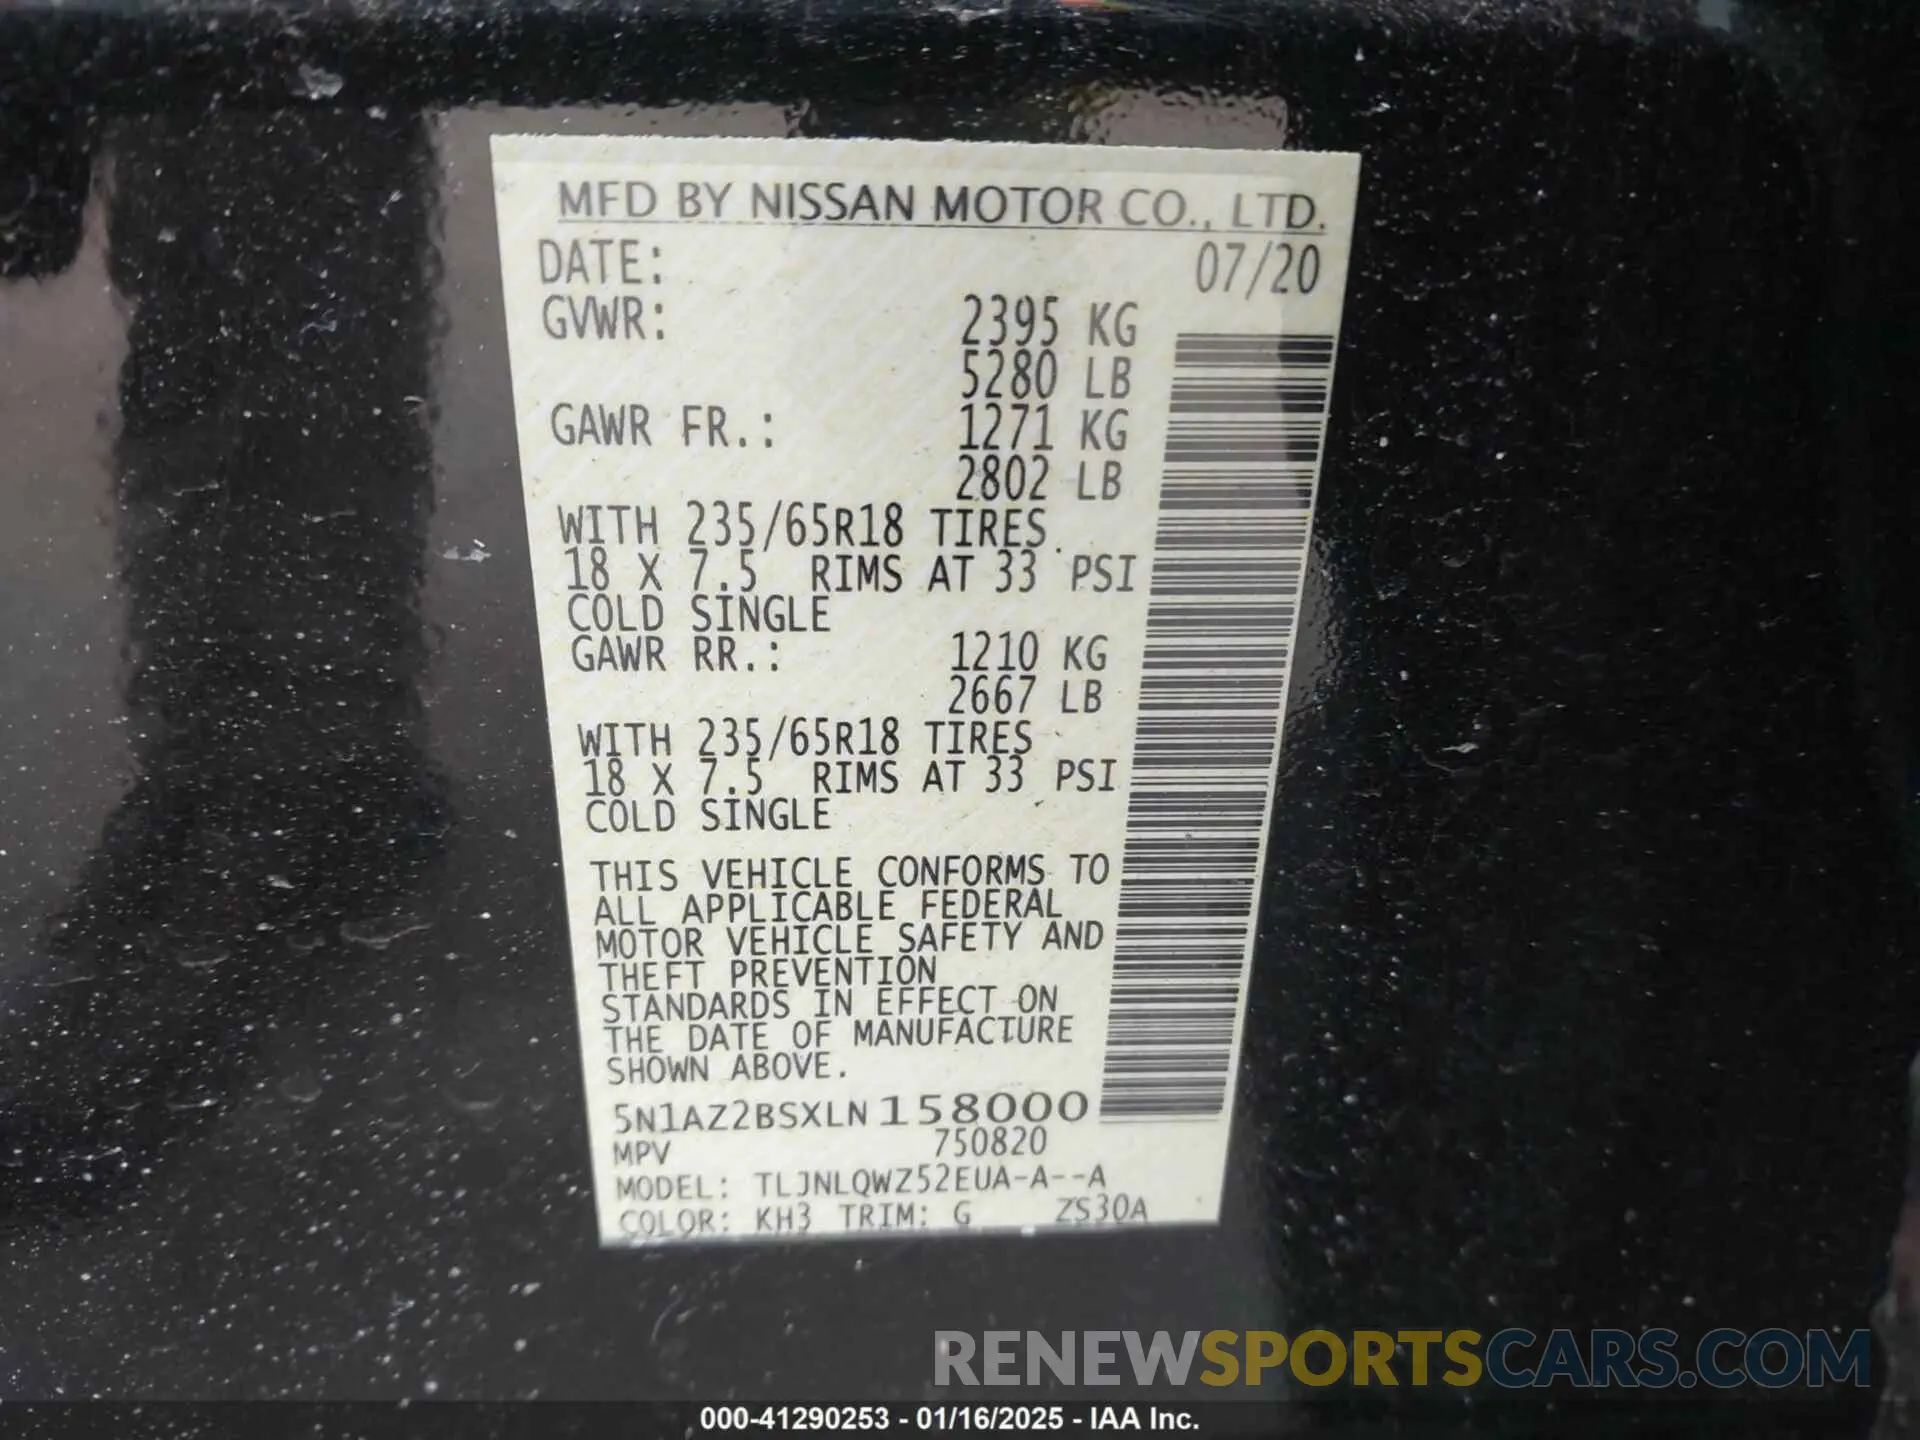 MFD BY NISSAN MOTOR CO., LTD.
DATE: 07/20
GVWR: 2395 KG
5280 LB
GAWR FR.: 1271 KG
2802 LB
WITH 235/65R18 TIRES
18 X 7.5 RIMS AT 33 PSI
COLD SINGLE
GAWR RR.: 1210 KG
2667 LB
WITH 235/65R18 TIRES
18 X 7.5 RIMS AT 33 PSI
COLD SINGLE
THIS VEHICLE CONFORMS TO
ALL APPLICABLE FEDERAL
MOTOR VEHICLE SAFETY AND
THEFT PREVENTION
STANDARDS IN EFFECT ON
THE DATE OF MANUFACTURE
SHOWN ABOVE.
5N1AZ2BSXLN158000
MPV 750820
MODEL: TLJNLQWZ52EUA-A--A
COLOR: KH3 TRIM: G ZS30A
RENEWSPORTSCARS.COM
000-41290253 - 01/16/2025 - IAA Inc.